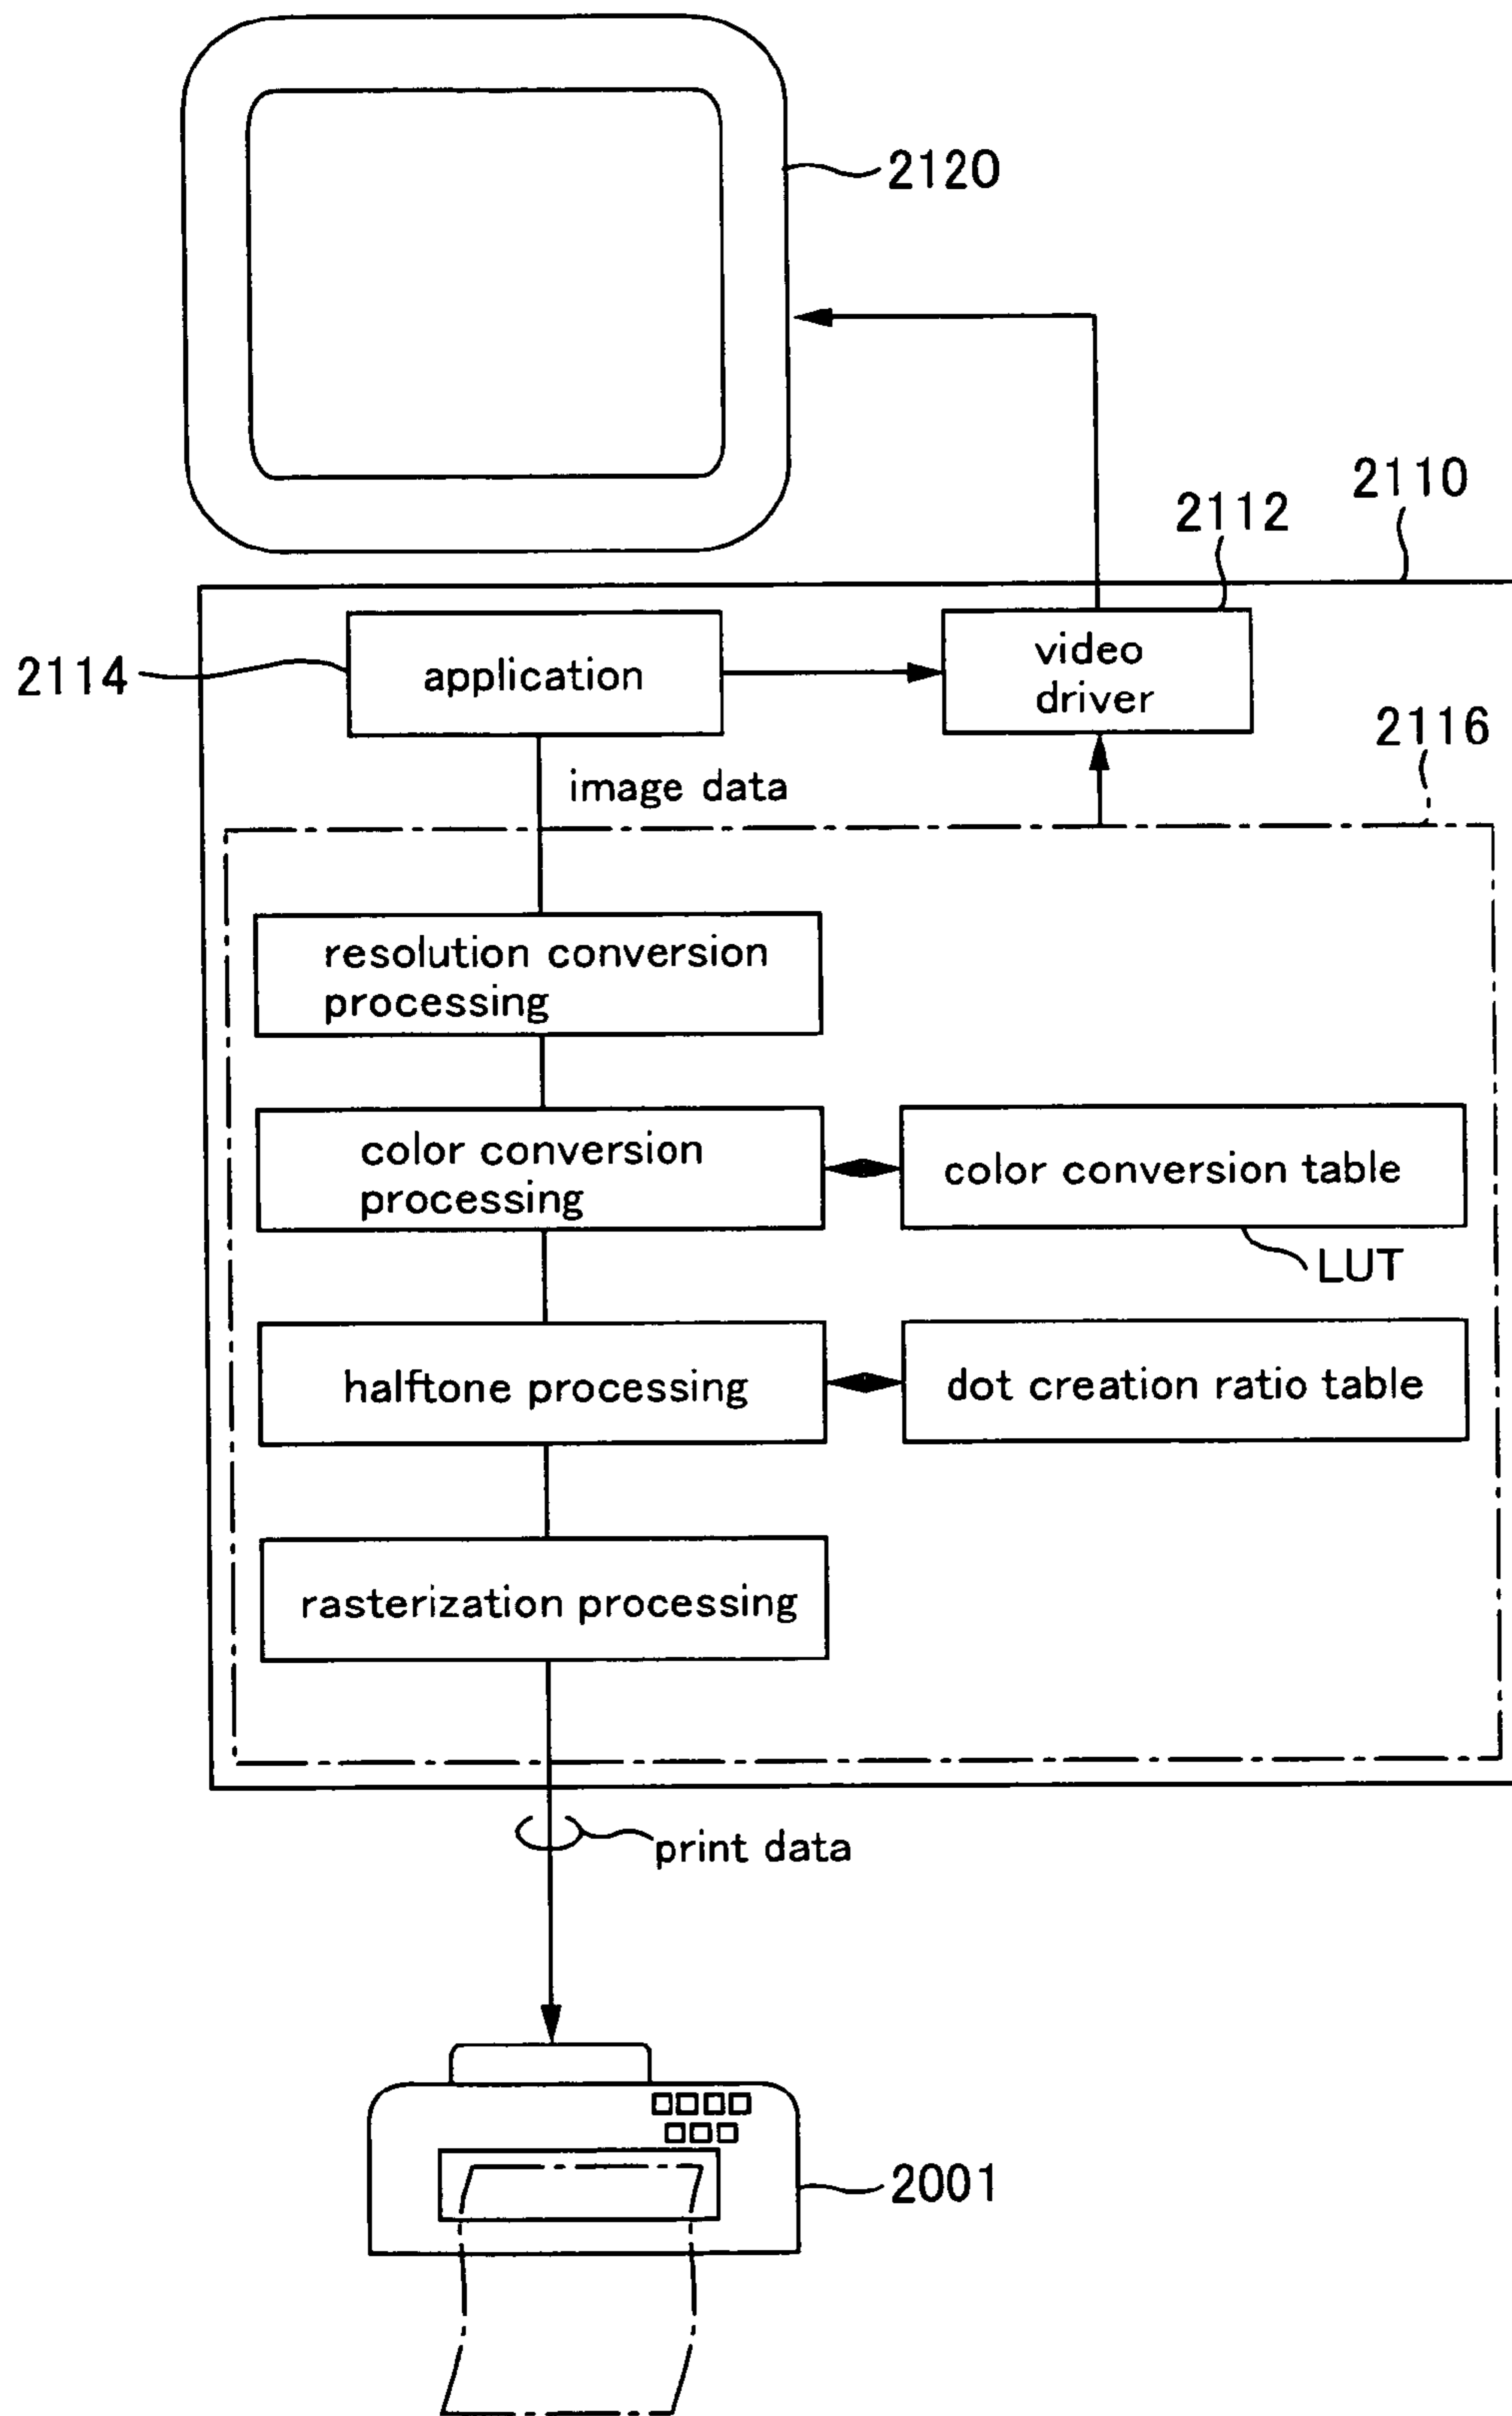 2120
2110
2112
2114
application
video
driver
2116
image data
resolution conversion
processing
color conversion
processing
color conversion table
LUT
halftone processing
dot creation ratio table
rasterization processing
print data
2001